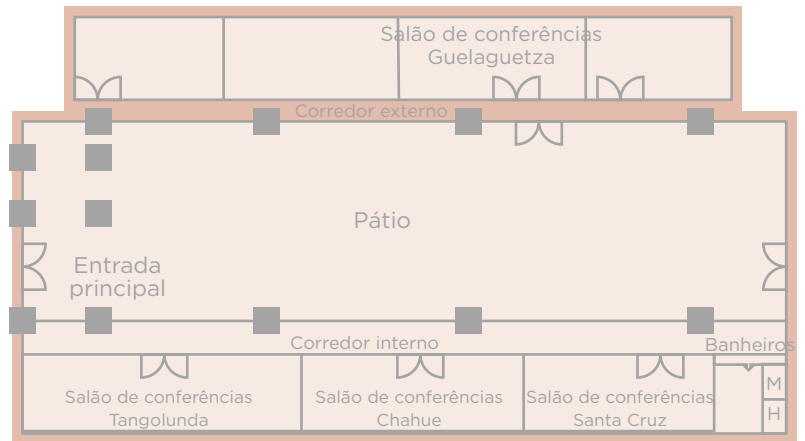 Salão de conferências
Guelaguetza
Corredor externo
Pátio
Entrada
principal
Corredor interno
Banheiros
Salão de conferências
Tangolunda
Salão de conferências
Chahue
Salão de conferências
Santa Cruz
M
H